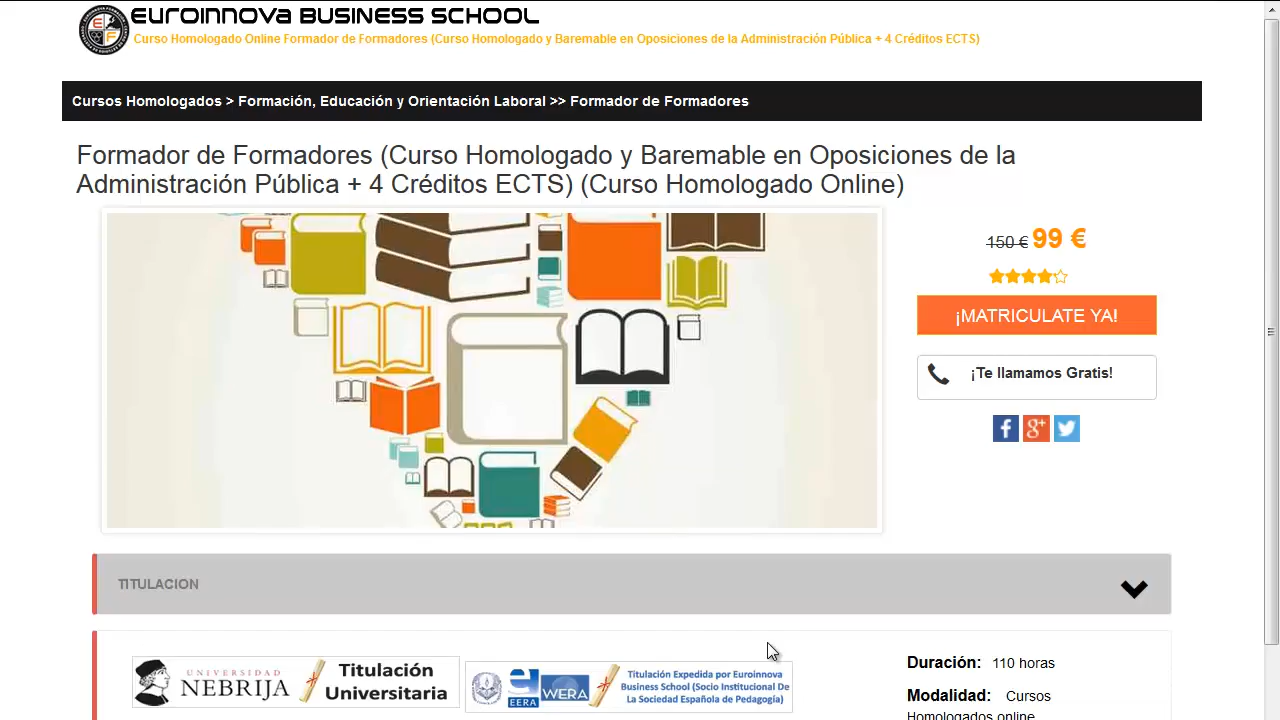 EUROINNOVA BUSINESS SCHOOL
Curso Homologado Online Formador de Formadores (Curso Homologado y Baremable en Oposiciones de la Administración Pública + 4 Créditos ECTS)
Cursos Homologados > Formación, Educación y Orientación Laboral >> Formador de Formadores
Formador de Formadores (Curso Homologado y Baremable en Oposiciones de la
Administración Pública + 4 Créditos ECTS) (Curso Homologado Online)
150 € 99 €
¡MATRICULATE YA!
¡Te llamamos Gratis!
TITULACION
UNIVERSIDAD
NEBRIJA
Titulación
Universitaria
EERA
WERA
Titulación Expedida por Euroinnova
Business School (Socio Institucional De
La Sociedad Española de Pedagogía)
Duración: 110 horas
Modalidad: Cursos
Homologados online